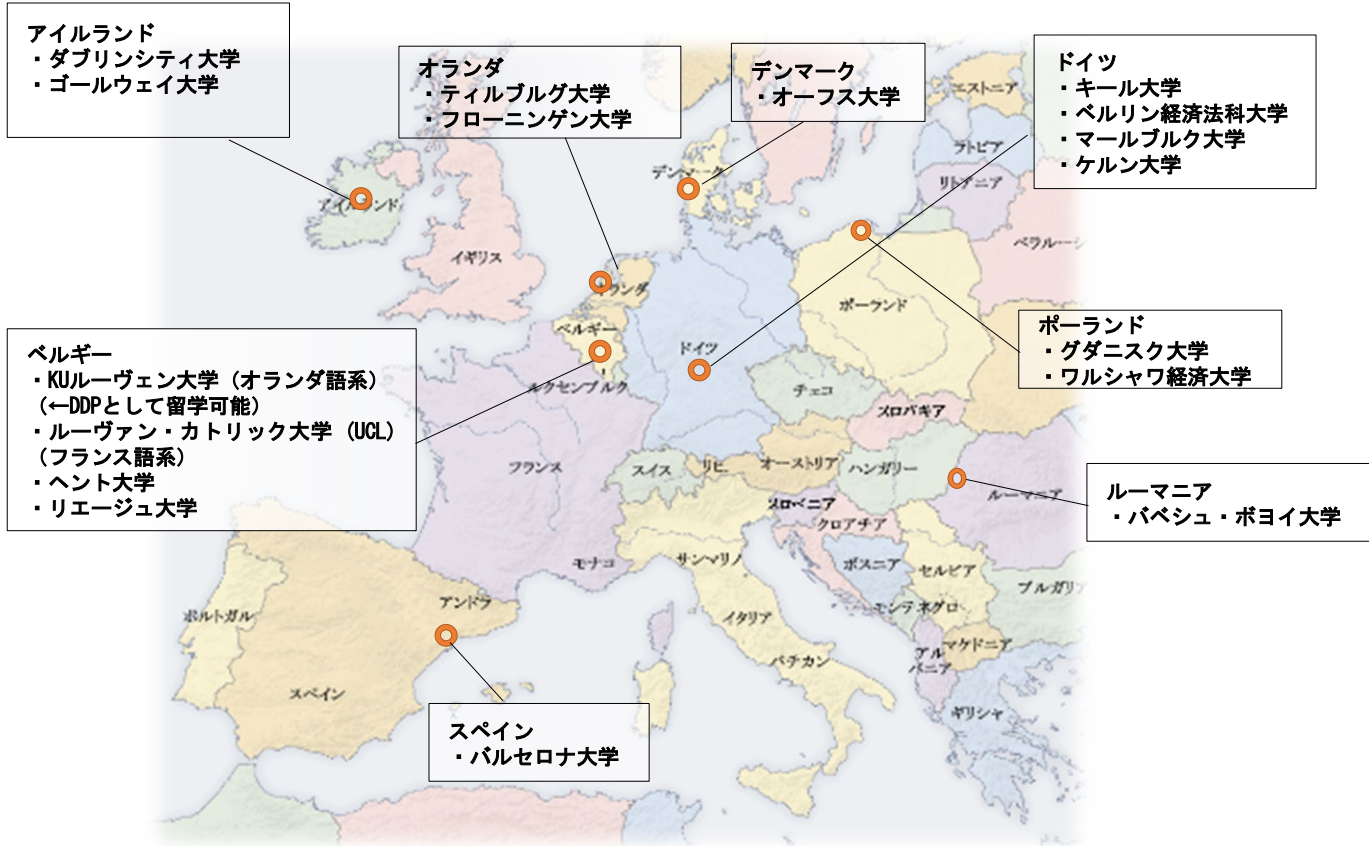 アイルランド
・ダブリンシティ大学
・ゴールウェイ大学
オランダ
・ティルブルグ大学
・フローニンゲン大学
デンマーク
・オーフス大学
ドイツ
・キール大学
・ベルリン経済法科大学
・マールブルク大学
・ケルン大学
ベルギー
・KUルーヴェン大学（オランダ語系）
（←DDPとして留学可能）
・ルーヴァン・カトリック大学（UCL）
（フランス語系）
・ヘント大学
・リエージュ大学
ポーランド
・グダニスク大学
・ワルシャワ経済大学
ルーマニア
・バベシュ・ボヨイ大学
スペイン
・バルセロナ大学
エストニア
ラトビア
リトアニア
デンマーク
アイルランド
イギリス
ベラルーシ
オランダ
ポーランド
ベルギー
ドイツ
ルクセンブルク
チェコ
スロバキア
フランス
スイス
リヒ
オーストリア
ハンガリー
ルーマニア
スロベニア
クロアチア
モナコ
サンマリノ
ボスニア
セルビア
ブルガリ
アンドラ
ポルトガル
モンテネグロ
イタリア
アル
バニア
マケドニア
バチカン
スペイン
ギリシャ